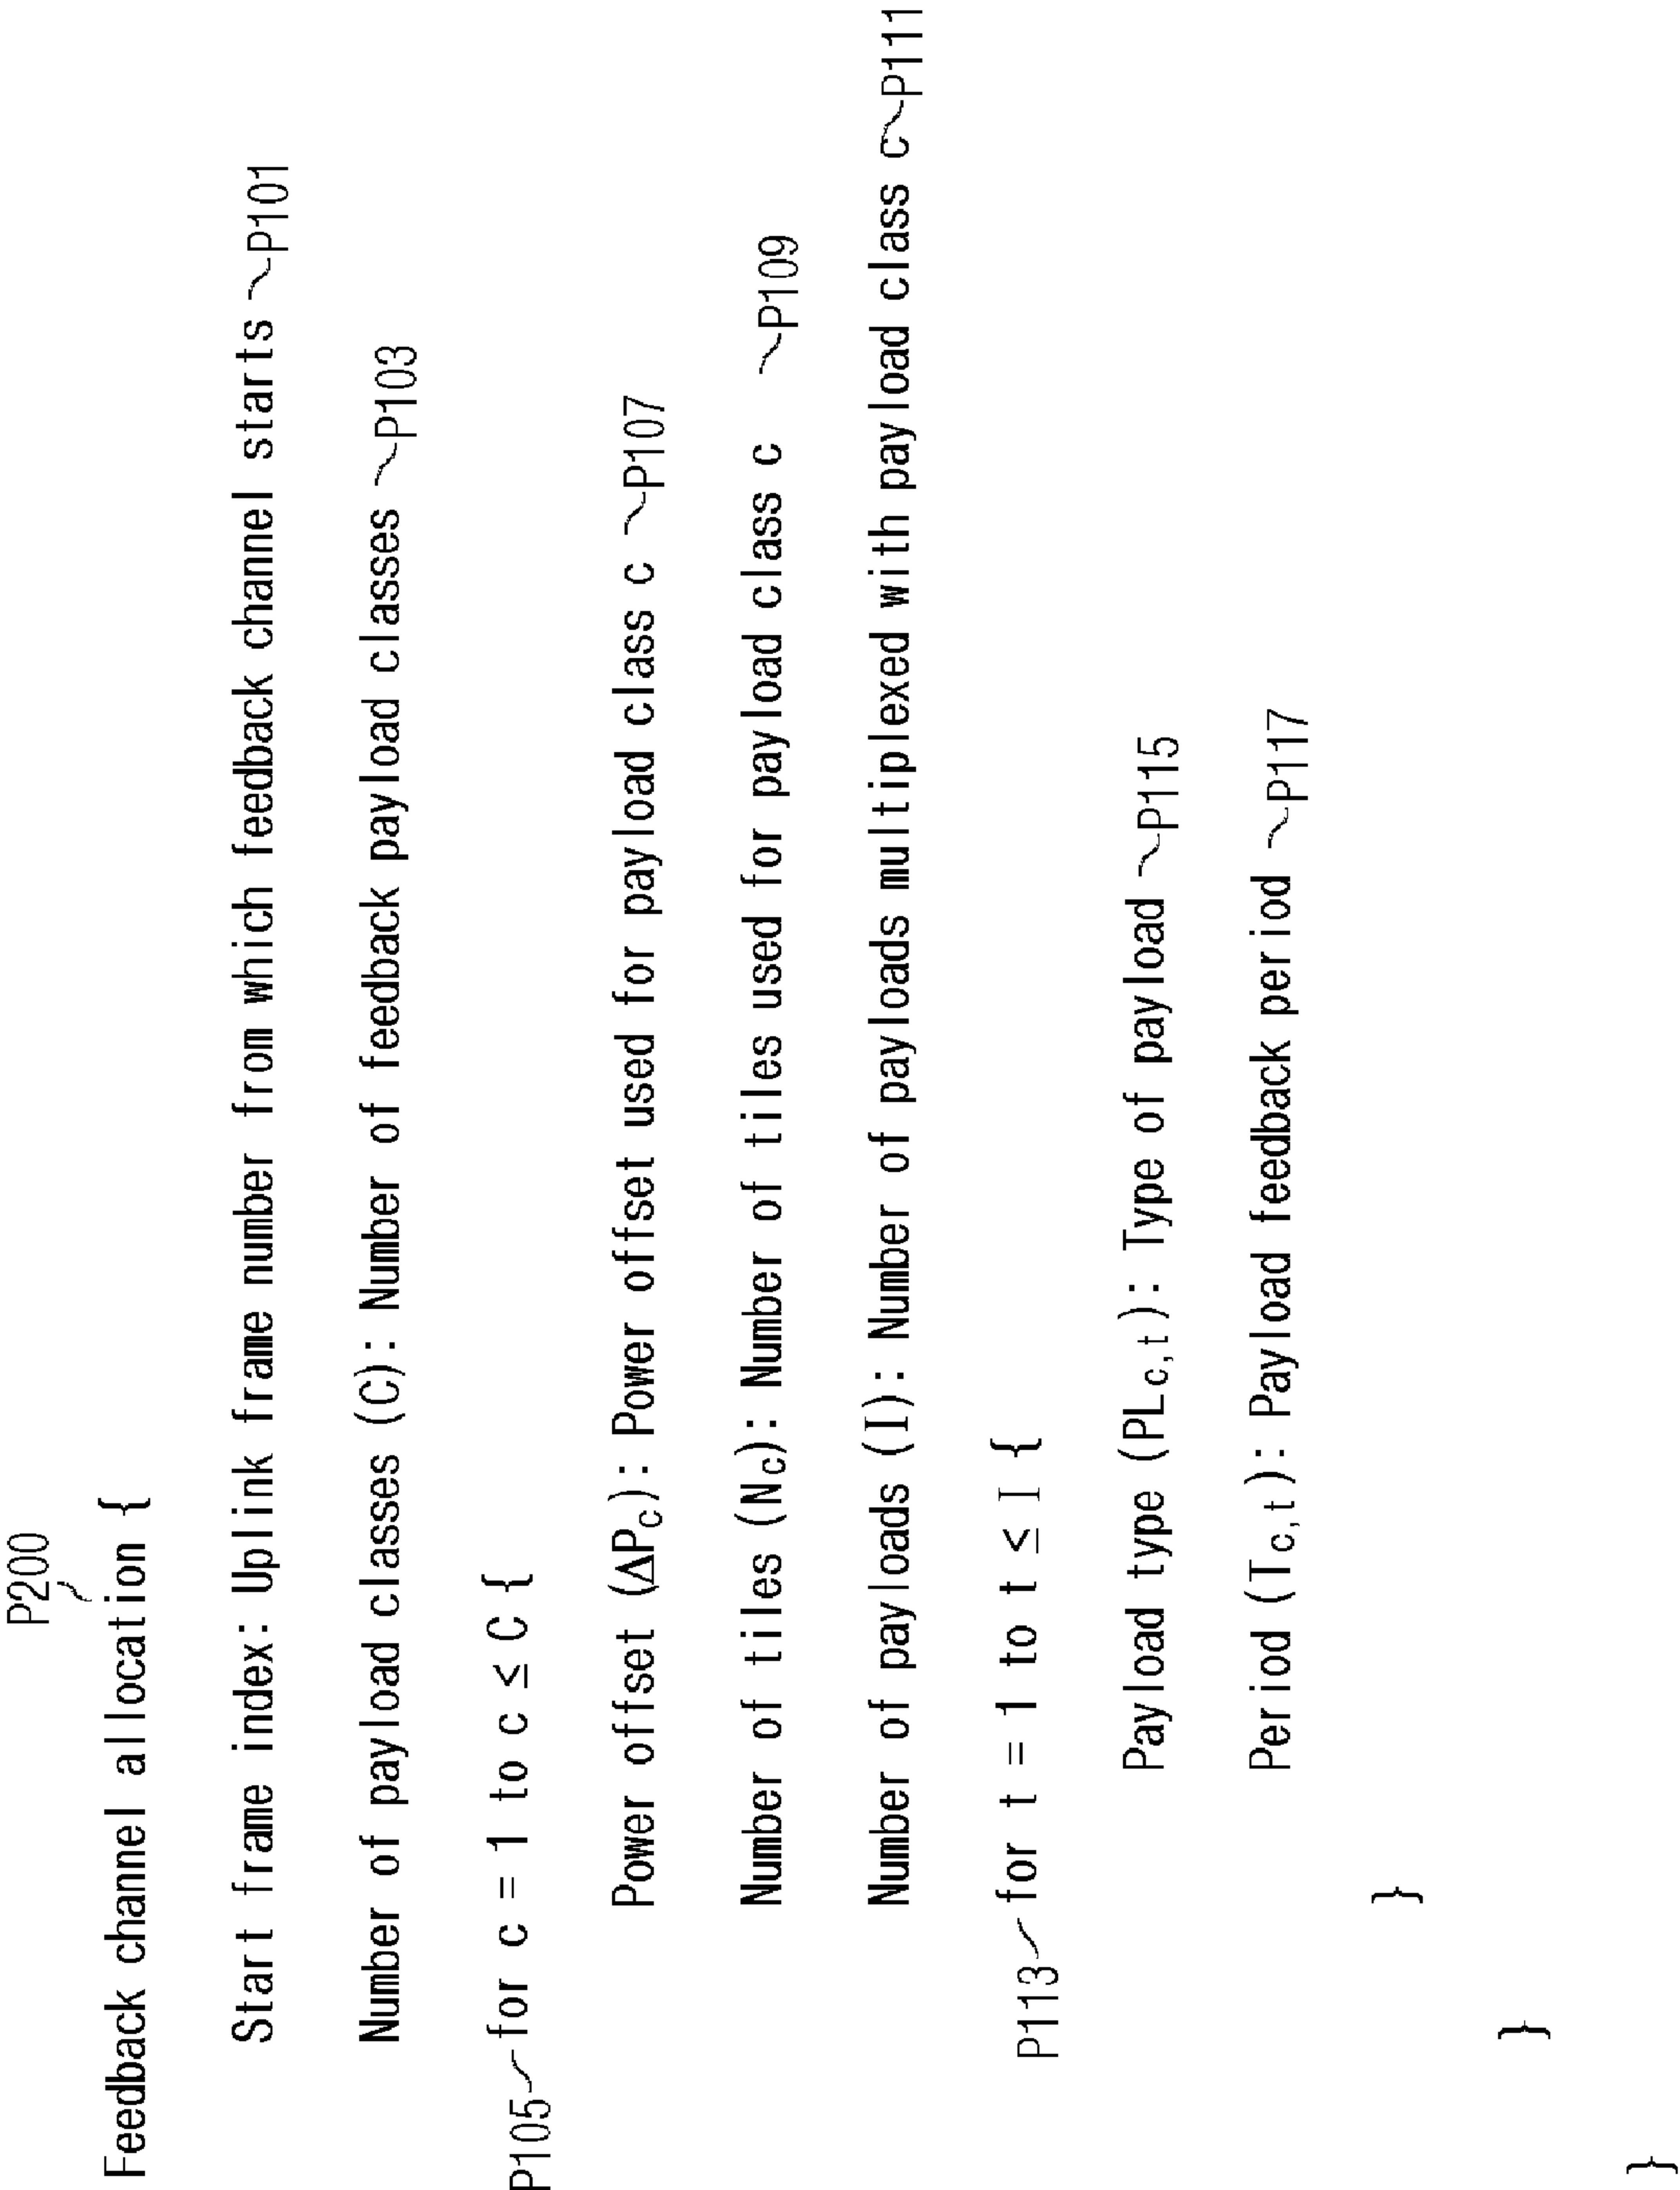 P200
Feedback channel allocation {
Start frame index: Uplink frame number from which feedback channel starts ~P101
Number of payload classes (C): Number of feedback payload classes ~P103
P105~for c = 1 to c ≤ C {
Power offset (ΔPc): Power offset used for payload class c ~P107
Number of tiles (Nc): Number of tiles used for payload class c ~P109
Number of payloads (I): Number of payloads multiplexed with payload class c~P111
P113~for t = 1 to t ≤ I {
Payload type (PLc,t): Type of payload ~P115
Period (Tc,t): Payload feedback period ~P117
}
}
}